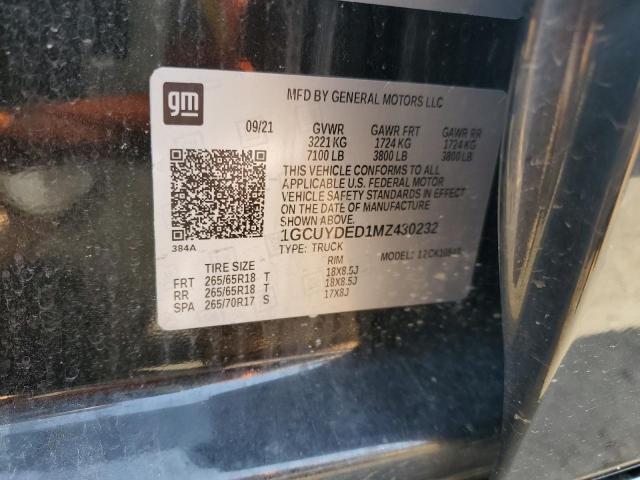 gm
MFD BY GENERAL MOTORS LLC
09/21 GVWR GAWR FRT GAWR RR
3221 KG 1724 KG 1724 KG
7100 LB 3800 LB 3800 LB
THIS VEHICLE CONFORMS TO ALL
APPLICABLE U.S. FEDERAL MOTOR
VEHICLE SAFETY STANDARDS IN EFFECT
ON THE DATE OF MANUFACTURE
SHOWN ABOVE.
384A
1GCUYDED1MZ430232
TYPE: TRUCK MODEL:
TIRE SIZE RIM
FRT 265/65R18 T 18X8.5J
RR 265/65R18 T 18X8.5J
SPA 265/70R17 S 17X8J